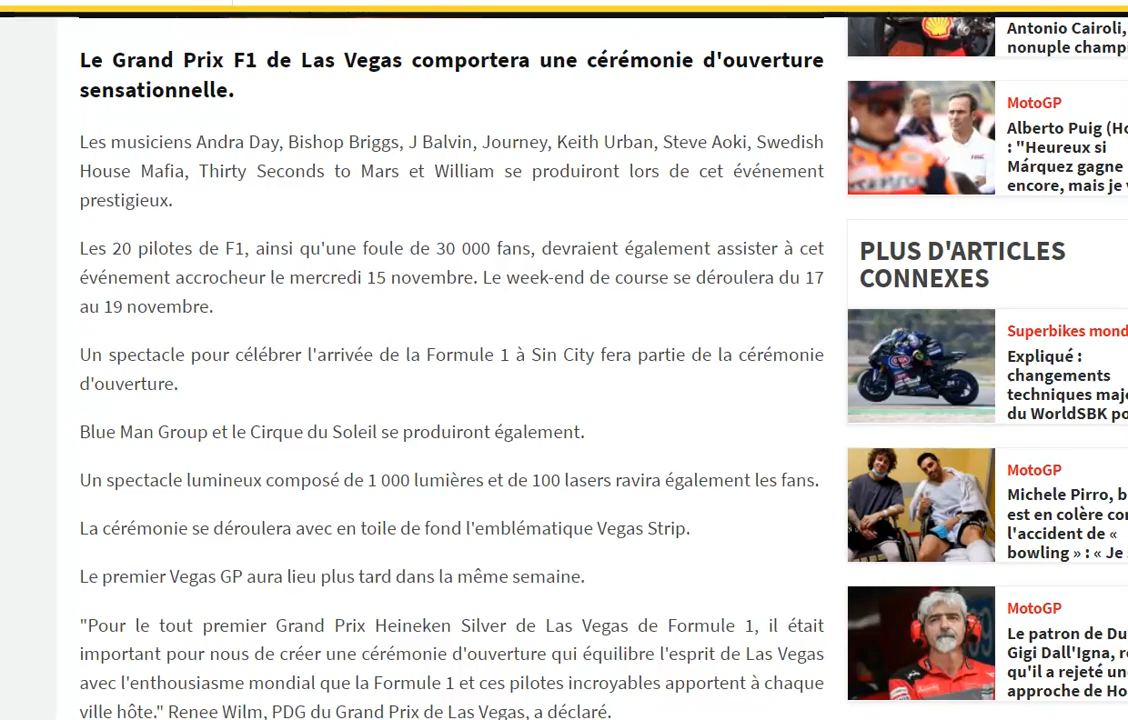 Le Grand Prix F1 de Las Vegas comportera une cérémonie d'ouverture
sensationnelle.
Les musiciens Andra Day, Bishop Briggs, J Balvin, Journey, Keith Urban, Steve Aoki, Swedish
House Mafia, Thirty Seconds to Mars et William se produiront lors de cet événement
prestigieux.
Les 20 pilotes de F1, ainsi qu'une foule de 30 000 fans, devraient également assister à cet
événement accrocheur le mercredi 15 novembre. Le week-end de course se déroulera du 17
au 19 novembre.
Un spectacle pour célébrer l'arrivée de la Formule 1 à Sin City fera partie de la cérémonie
d'ouverture.
Blue Man Group et le Cirque du Soleil se produiront également.
Un spectacle lumineux composé de 1 000 lumières et de 100 lasers ravira également les fans.
La cérémonie se déroulera avec en toile de fond l'emblématique Vegas Strip.
Le premier Vegas GP aura lieu plus tard dans la même semaine.
"Pour le tout premier Grand Prix Heineken Silver de Las Vegas de Formule 1, il était
important pour nous de créer une cérémonie d'ouverture qui équilibre l'esprit de Las Vegas
avec l'enthousiasme mondial que la Formule 1 et ces pilotes incroyables apportent à chaque
ville hôte." Renee Wilm, PDG du Grand Prix de Las Vegas, a déclaré.
Antonio Cairoli,
nonuple champi
MotoGP
Alberto Puig (Ho
: "Heureux si
Márquez gagne
encore, mais je v
PLUS D'ARTICLES
CONNEXES
Superbikes mond
Expliqué :
changements
techniques maje
du WorldSBK po
MotoGP
Michele Pirro, b
est en colère con
l'accident de «
bowling » : « Je s
MotoGP
Le patron de Du
Gigi Dall'Igna, r
qu'il a rejeté un
approche de Ho